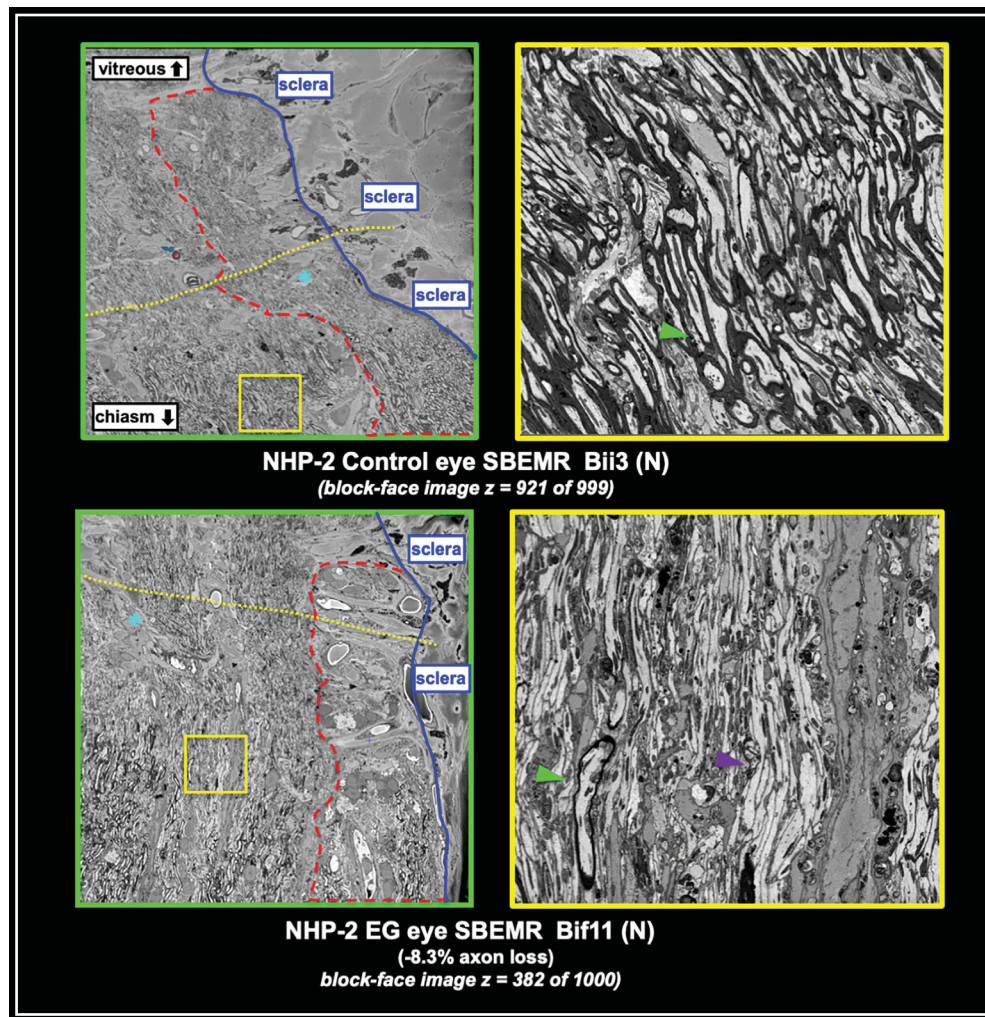 vitreous ⬆
sclera
sclera
sclera
chiasm ⬇
NHP-2 Control eye SBEMR Bii3 (N)
(block-face image z = 921 of 999)
sclera
sclera
NHP-2 EG eye SBEMR Bif11 (N)
(-8.3% axon loss)
block-face image z = 382 of 1000)